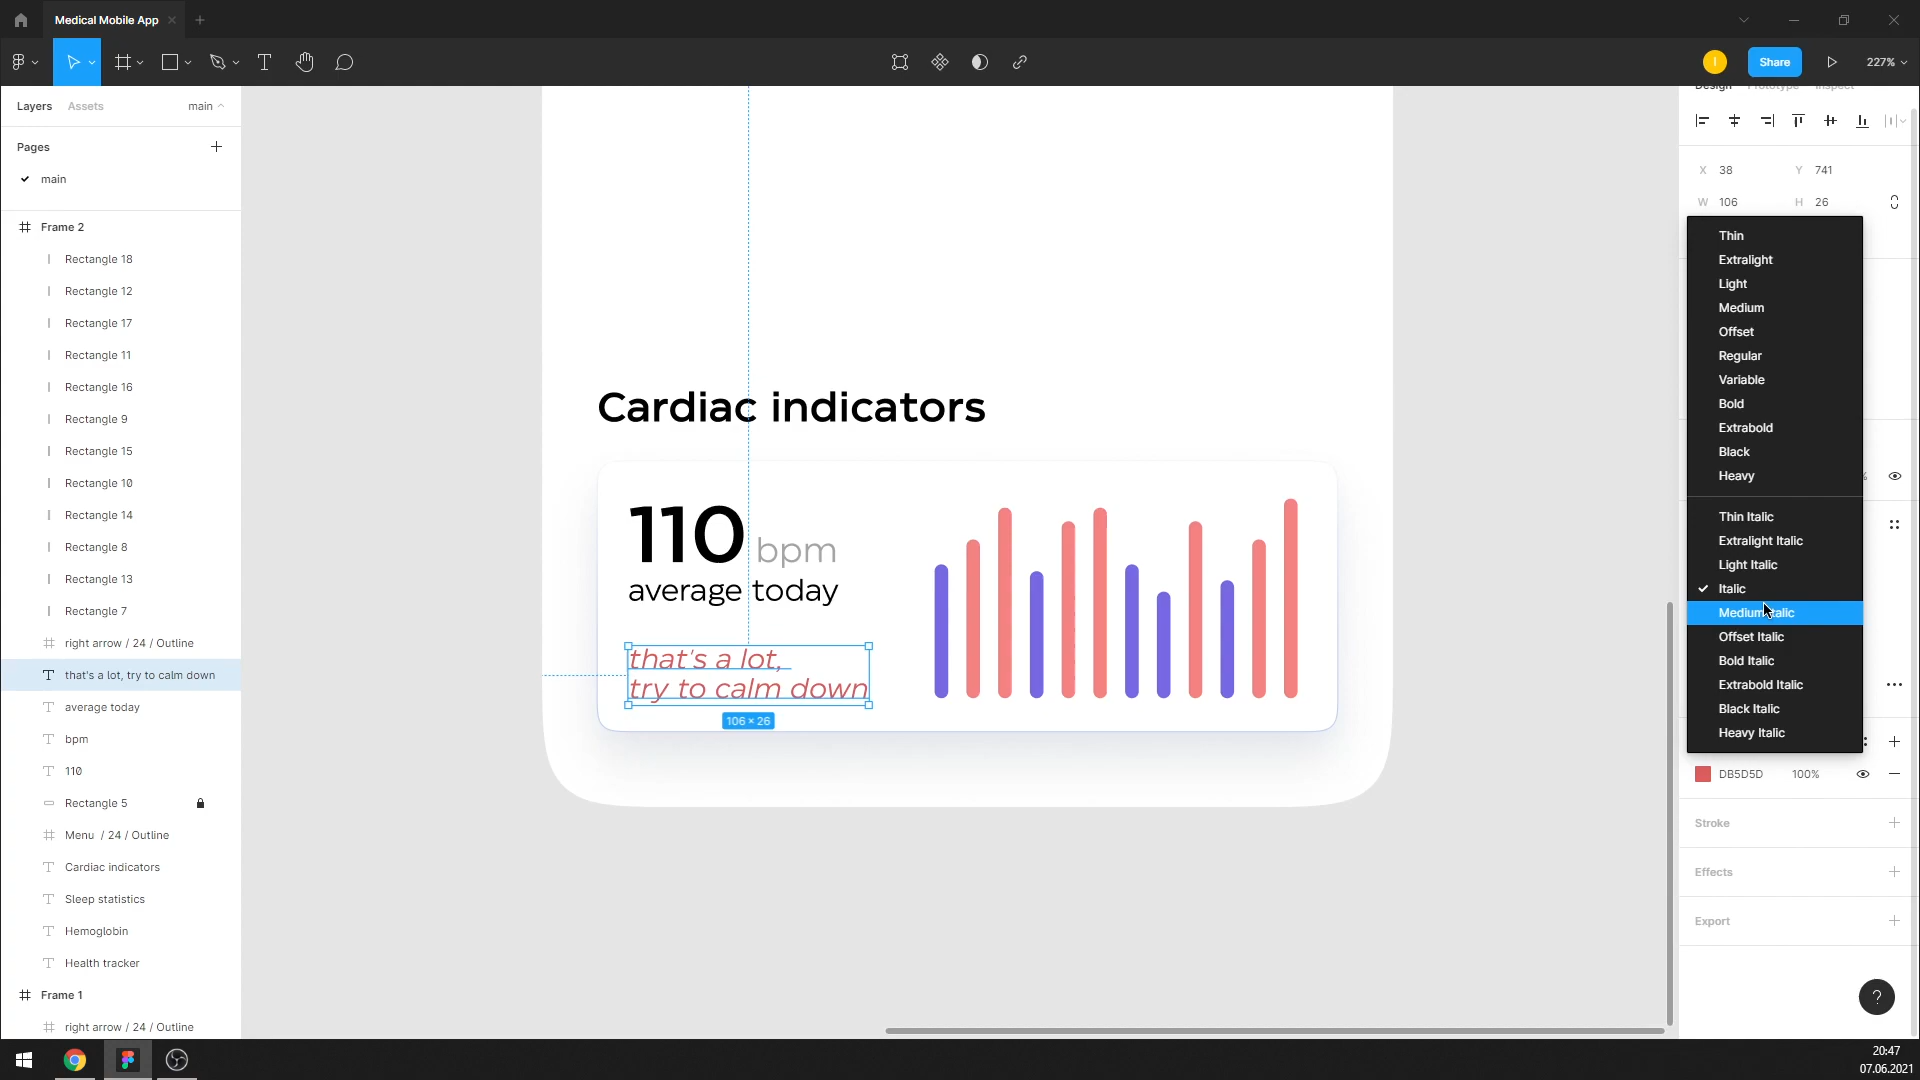 Medical Mobile App
Share
227%
Layers
Assets
main
Pages
main
Frame 2
Rectangle 18
Rectangle 12
Rectangle 17
Rectangle 11
Rectangle 16
Rectangle 9
Rectangle 15
Rectangle 10
Rectangle 14
Rectangle 8
Rectangle 13
Rectangle 7
right arrow / 24 / Outline
that's a lot, try to calm down
average today
bpm
110
Rectangle 5
Menu / 24 / Outline
Cardiac indicators
Sleep statistics
Hemoglobin
Health tracker
Frame 1
right arrow / 24 / Outline
Cardiac indicators
110 bpm
average today
that's a lot,
try to calm down
106 × 26
Design Prototype Inspect
X 38 Y 741
W 106 H 26
Thin
Extralight
Light
Medium
Offset
Regular
Variable
Bold
Extrabold
Black
Heavy
Thin Italic
Extralight Italic
Light Italic
Italic
Medium Italic
Offset Italic
Bold Italic
Extrabold Italic
Black Italic
Heavy Italic
DB5D5D 100%
Stroke
Effects
Export
?
20:47
07.06.2021